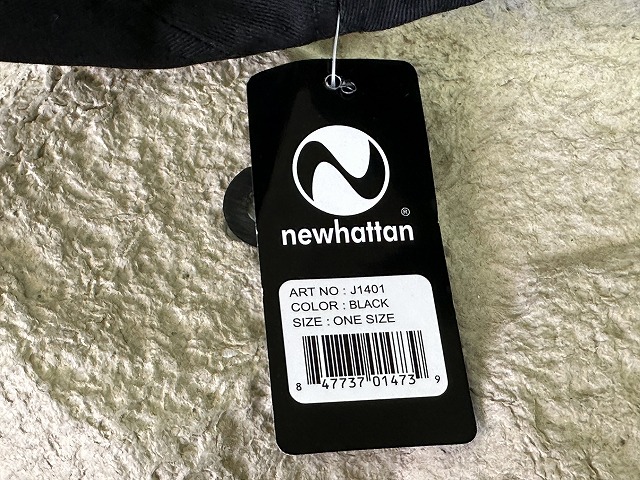 ®
newhattan
ART NO : J1401
COLOR : BLACK
SIZE : ONE SIZE
8 47737 01473 9